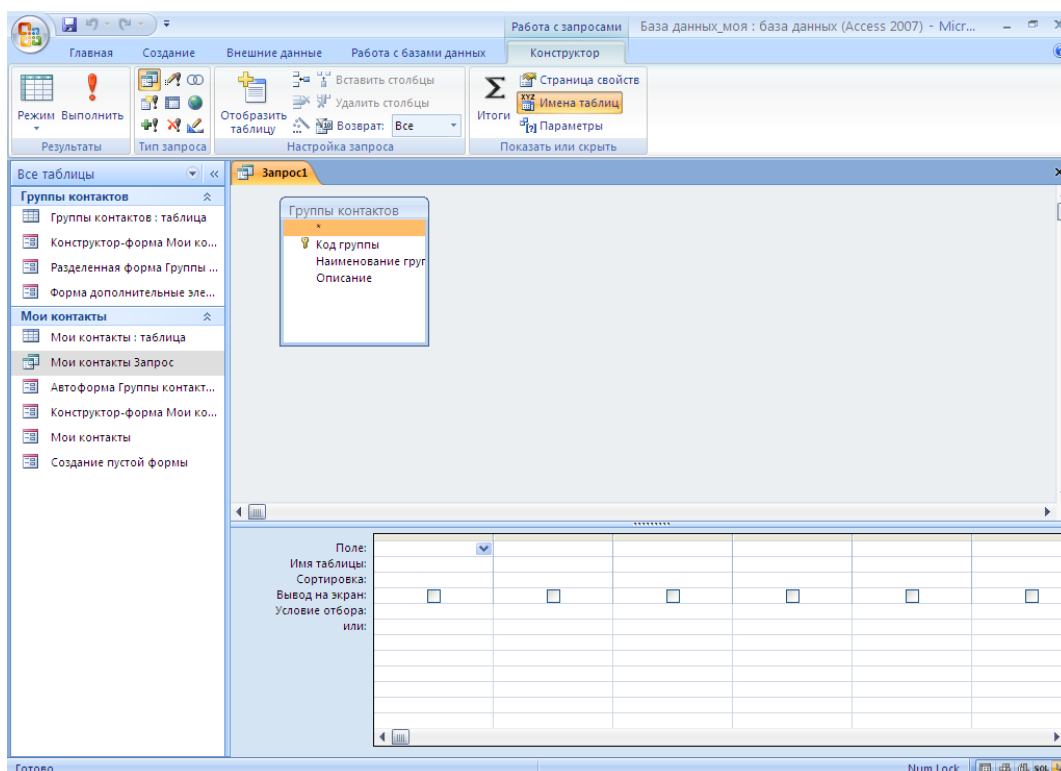 Работа с запросами
База данных_моя : база данных (Access 2007) - Micr...
Главная
Создание
Внешние данные
Работа с базами данных
Конструктор
Режим
Выполнить
Результаты
Тип запроса
Отобразить
таблицу
Вставить столбцы
Удалить столбцы
Возврат: Все
Настройка запроса
Σ
Итоги
Страница свойств
XYZ
Имена таблиц
[?] Параметры
Показать или скрыть
Все таблицы
Группы контактов
Группы контактов : таблица
Конструктор-форма Мои ко...
Разделенная форма Группы ...
Форма дополнительные эле...
Мои контакты
Мои контакты : таблица
Мои контакты Запрос
Автоформа Группы контакт...
Конструктор-форма Мои ко...
Мои контакты
Создание пустой формы
Запрос1
Группы контактов
*
Код группы
Наименование груп
Описание
Поле:
Имя таблицы:
Сортировка:
Вывод на экран:
Условие отбора:
или:
Готово
Num Lock
SQL